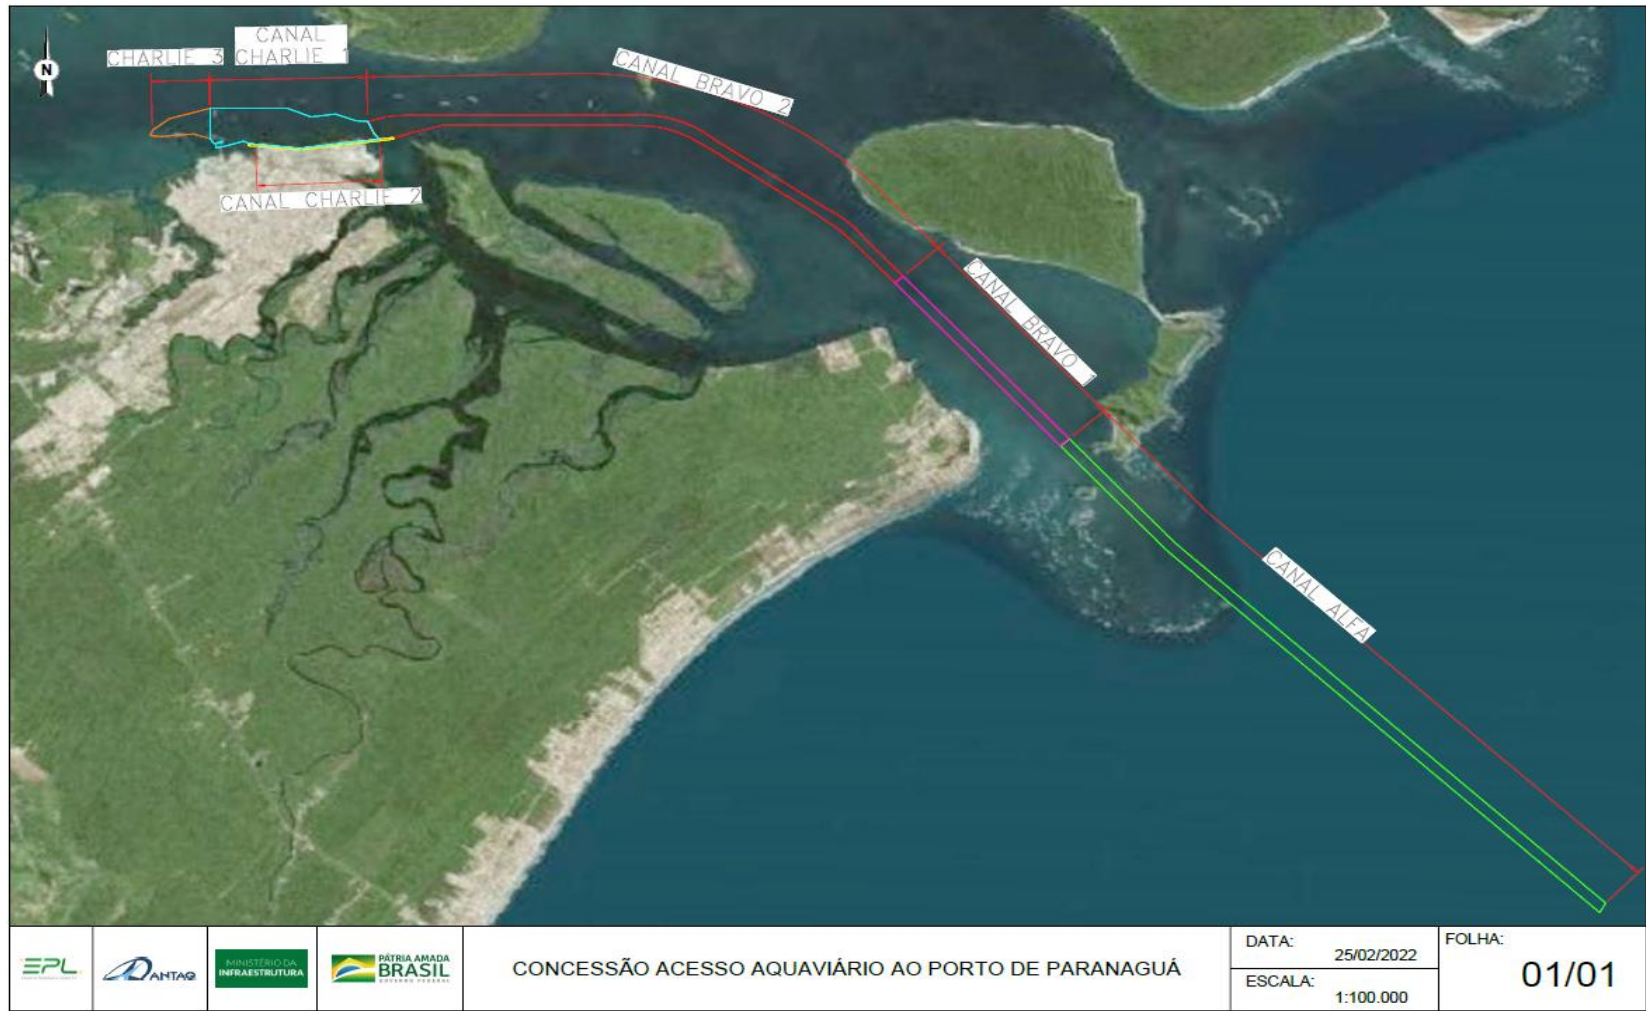 CANAL
CHARLIE 3 CHARLIE 1
N
CANAL BRAVO 2
CANAL CHARLIE 2
CANAL BRAVO 1
CANAL ALFA
EPL
ANTAQ
MINISTÉRIO DA
INFRAESTRUTURA
PÁTRIA AMADA
BRASIL
GOVERNO FEDERAL
CONCESSÃO ACESSO AQUAVIÁRIO AO PORTO DE PARANAGUÁ
DATA:
25/02/2022
ESCALA:
1:100.000
FOLHA:
01/01